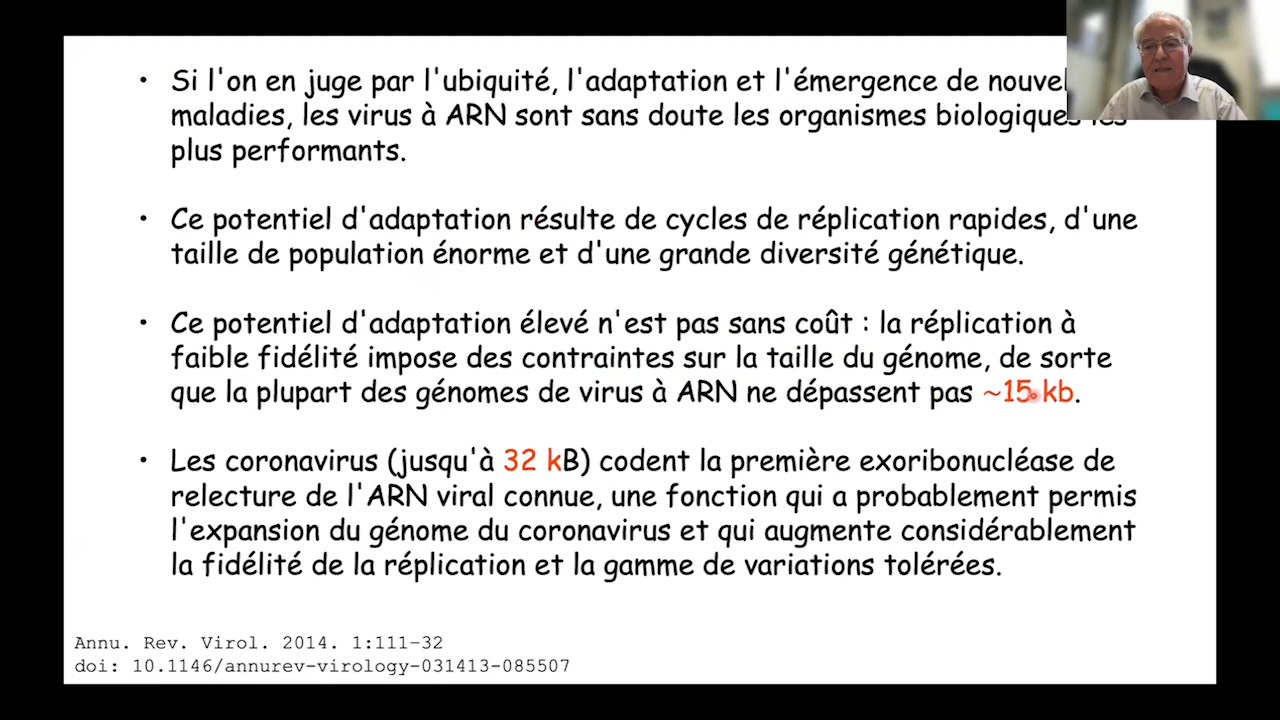 • Si l'on en juge par l'ubiquité, l'adaptation et l'émergence de
maladies, les virus à ARN sont sans doute les organismes biologiques les
plus performants.
• Ce potentiel d'adaptation résulte de cycles de réplication rapides, d'une
taille de population énorme et d'une grande diversité génétique.
• Ce potentiel d'adaptation élevé n'est pas sans coût : la réplication à
faible fidélité impose des contraintes sur la taille du génome, de sorte
que la plupart des génomes de virus à ARN ne dépassent pas ~15 kb.
• Les coronavirus (jusqu'à 32 kB) codent la première exoribonucléase de
relecture de l'ARN viral connue, une fonction qui a probablement permis
l'expansion du génome du coronavirus et qui augmente considérablement
la fidélité de la réplication et la gamme de variations tolérées.
Annu. Rev. Virol. 2014. 1:111–32
doi: 10.1146/annurev-virology-031413-085507